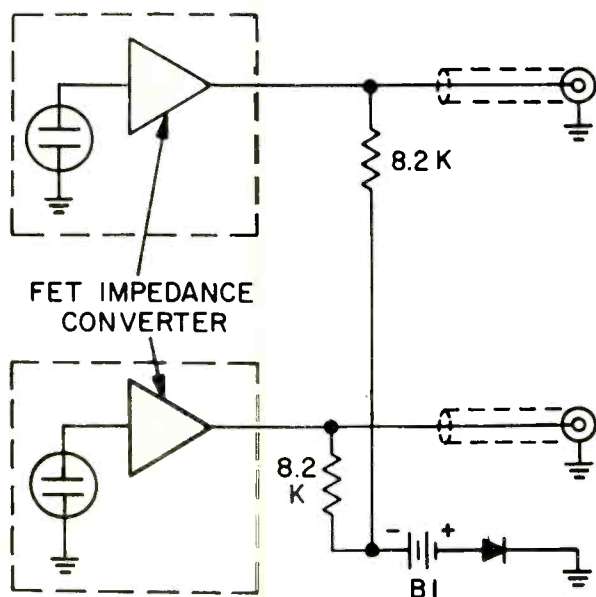 8.2 K
FET IMPEDANCE
CONVERTER
8.2
K
- +
B1